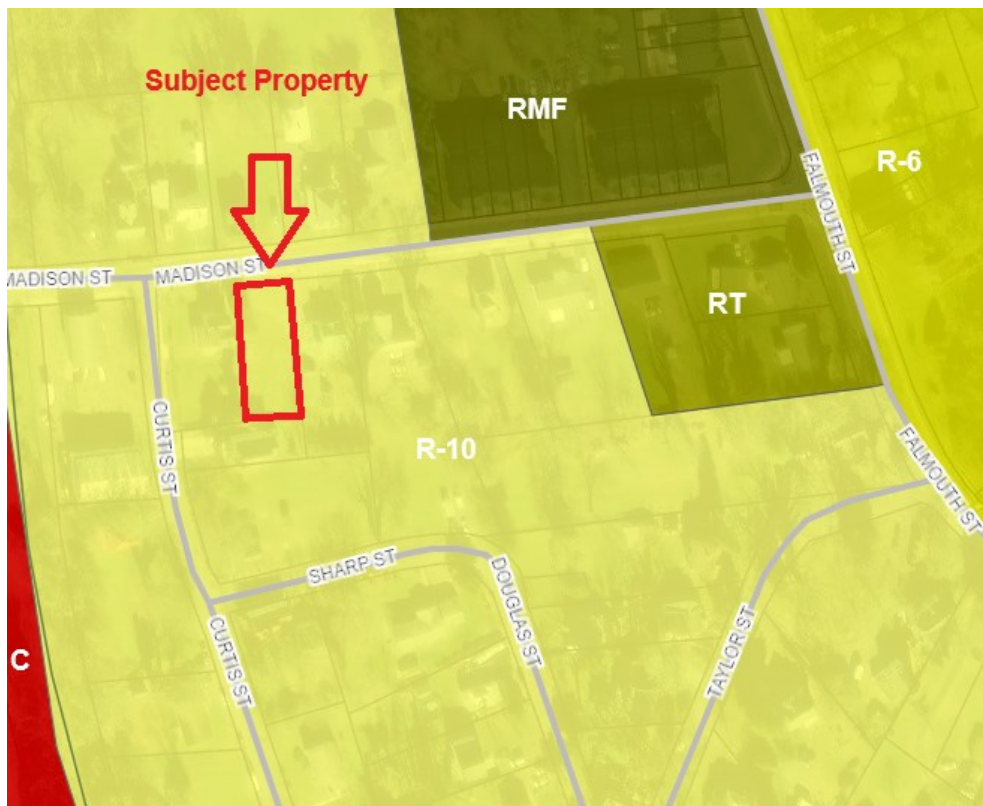 Subject Property
RMF
R-6
FALMOUTH ST
MADISON ST
MADISON ST
RT
CURTIS ST
R-10
FALMOUTH ST
SHARP ST
DOUGLAS ST
TAYLOR ST
CURTIS ST
C